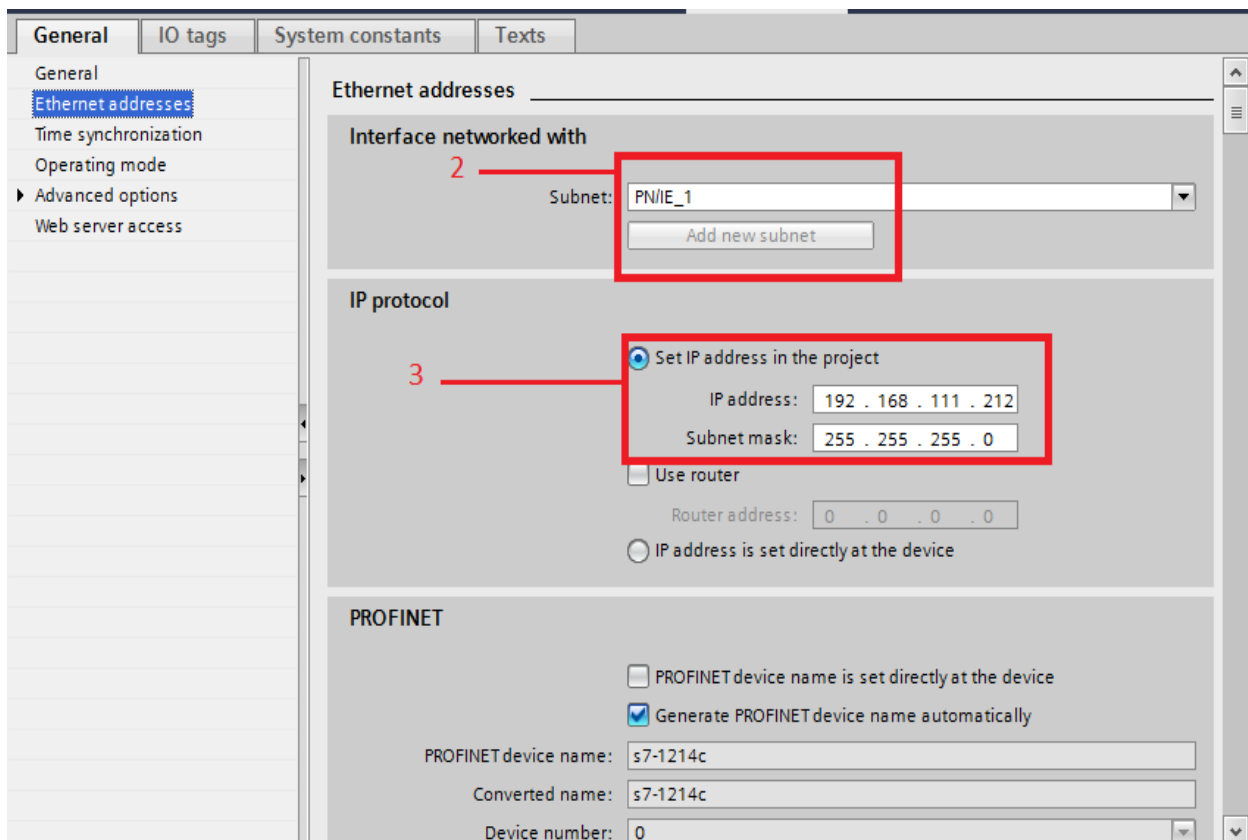 General IO tags System constants Texts
General
Ethernet addresses
Time synchronization
Operating mode
Advanced options
Web server access
Ethernet addresses
Interface networked with
2
Subnet: PN/IE_1
Add new subnet
IP protocol
3
Set IP address in the project
IP address: 192 . 168 . 111 . 212
Subnet mask: 255 . 255 . 255 . 0
Use router
Router address: 0 . 0 . 0 . 0
IP address is set directly at the device
PROFINET
PROFINET device name is set directly at the device
Generate PROFINET device name automatically
PROFINET device name: s7-1214c
Converted name: s7-1214c
Device number: 0